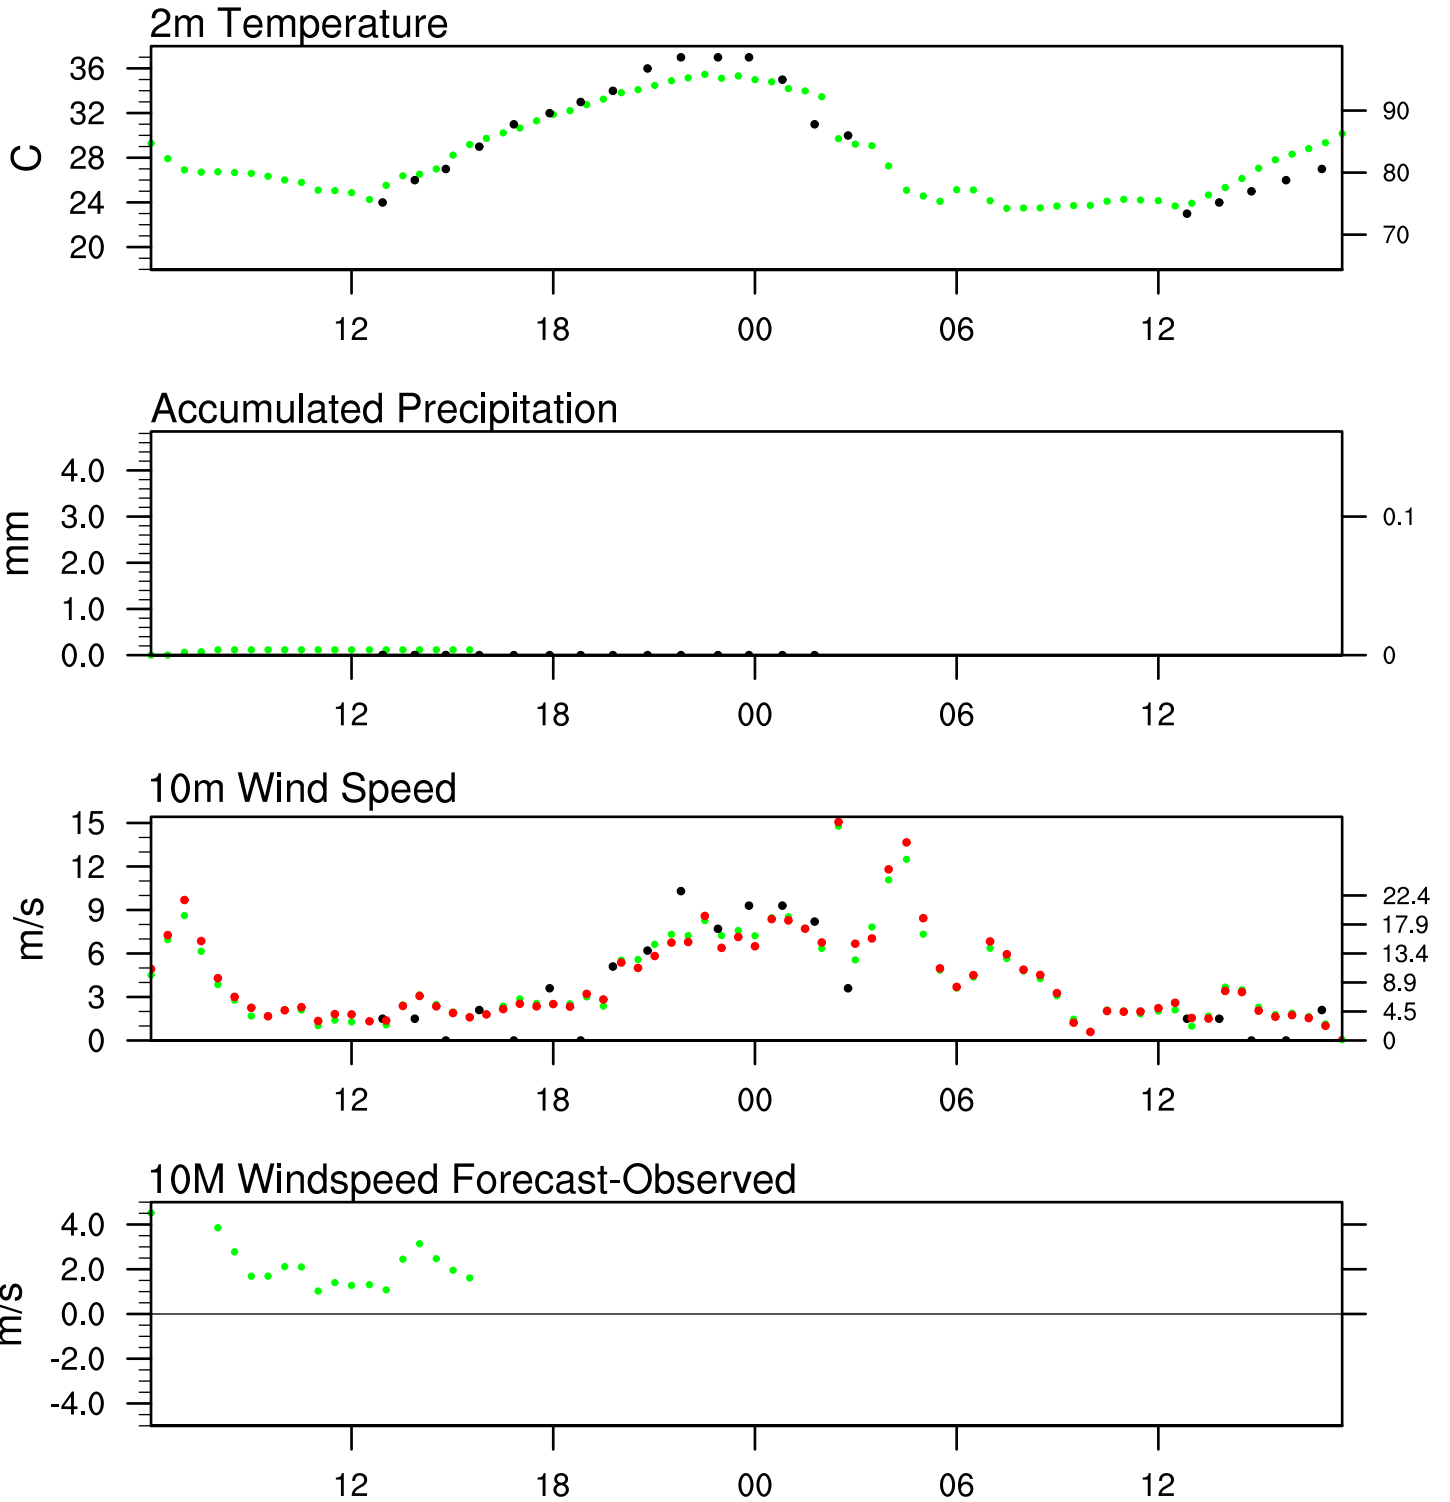 2m Temperature
36
32
28
24
20
C
90
80
70
12 18 00 06 12
Accumulated Precipitation
4.0
3.0
2.0
1.0
0.0
mm
0.1
0
12 18 00 06 12
10m Wind Speed
15
12
9
6
3
0
m/s
22.4
17.9
13.4
8.9
4.5
0
12 18 00 06 12
10M Windspeed Forecast-Observed
4.0
2.0
0.0
-2.0
-4.0
m/s
12 18 00 06 12